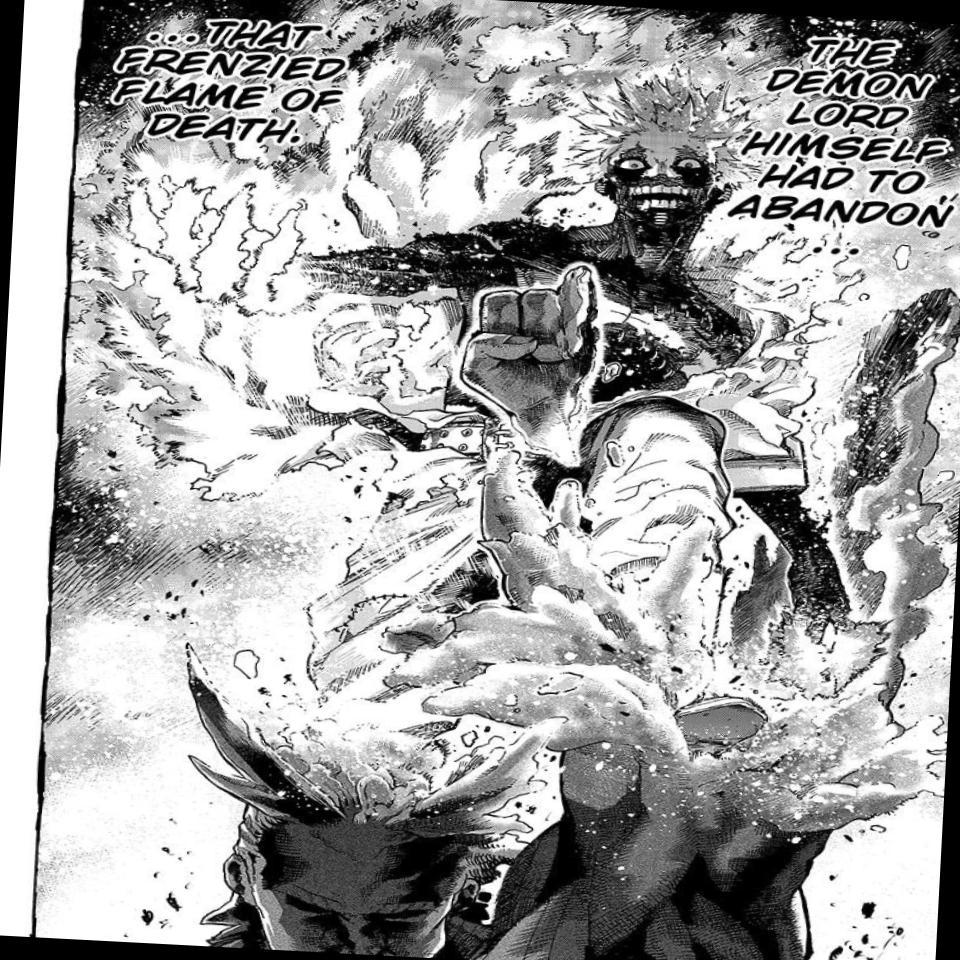 THE
DEMON
LORD
HIMSELF
HAD TO
ABANDON
...
...THAT
FRENZIED
FLAME OF
DEATH.